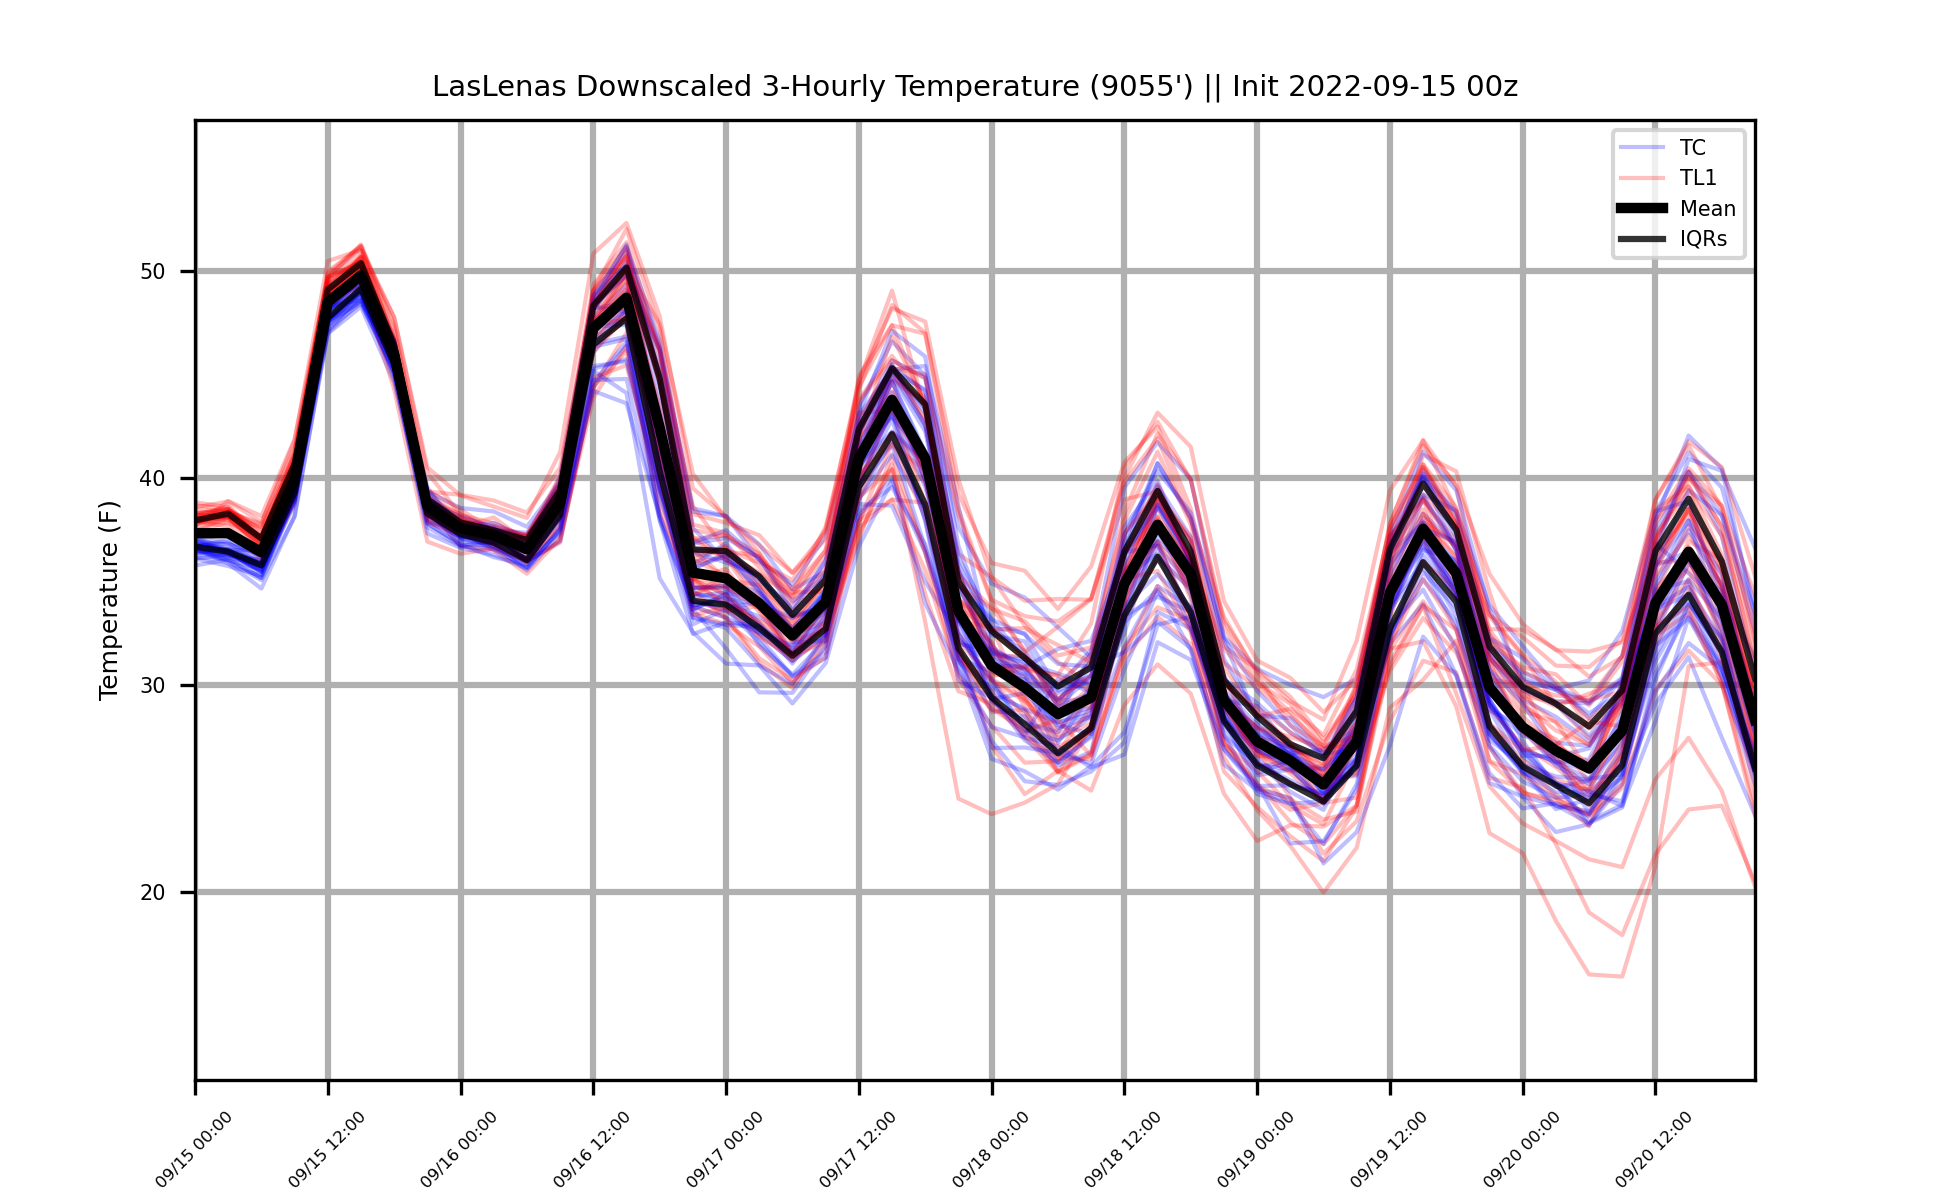 LasLenas Downscaled 3-Hourly Temperature (9055') || Init 2022-09-15 00z
TC
TL1
Mean
IQRs
Temperature (F)
50
40
30
20
09/15 00:00
09/15 12:00
09/16 00:00
09/16 12:00
09/17 00:00
09/17 12:00
09/18 00:00
09/18 12:00
09/19 00:00
09/19 12:00
09/20 00:00
09/20 12:00